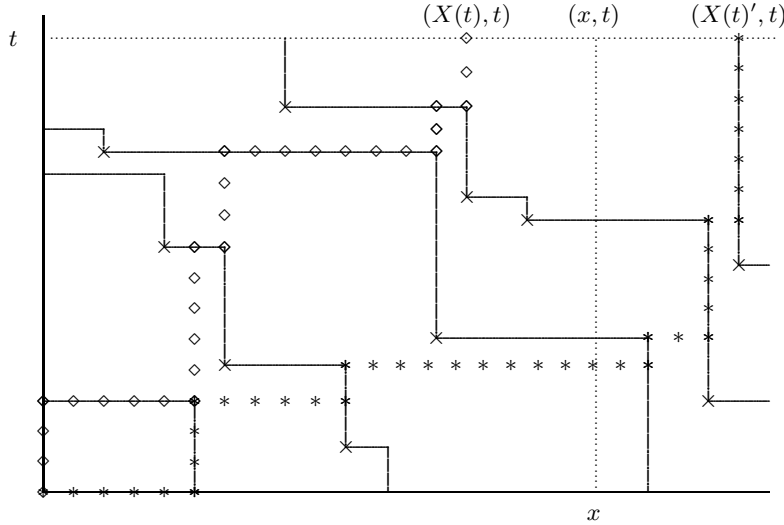 (X(t), t) (x, t) (X(t)′, t)
t
x